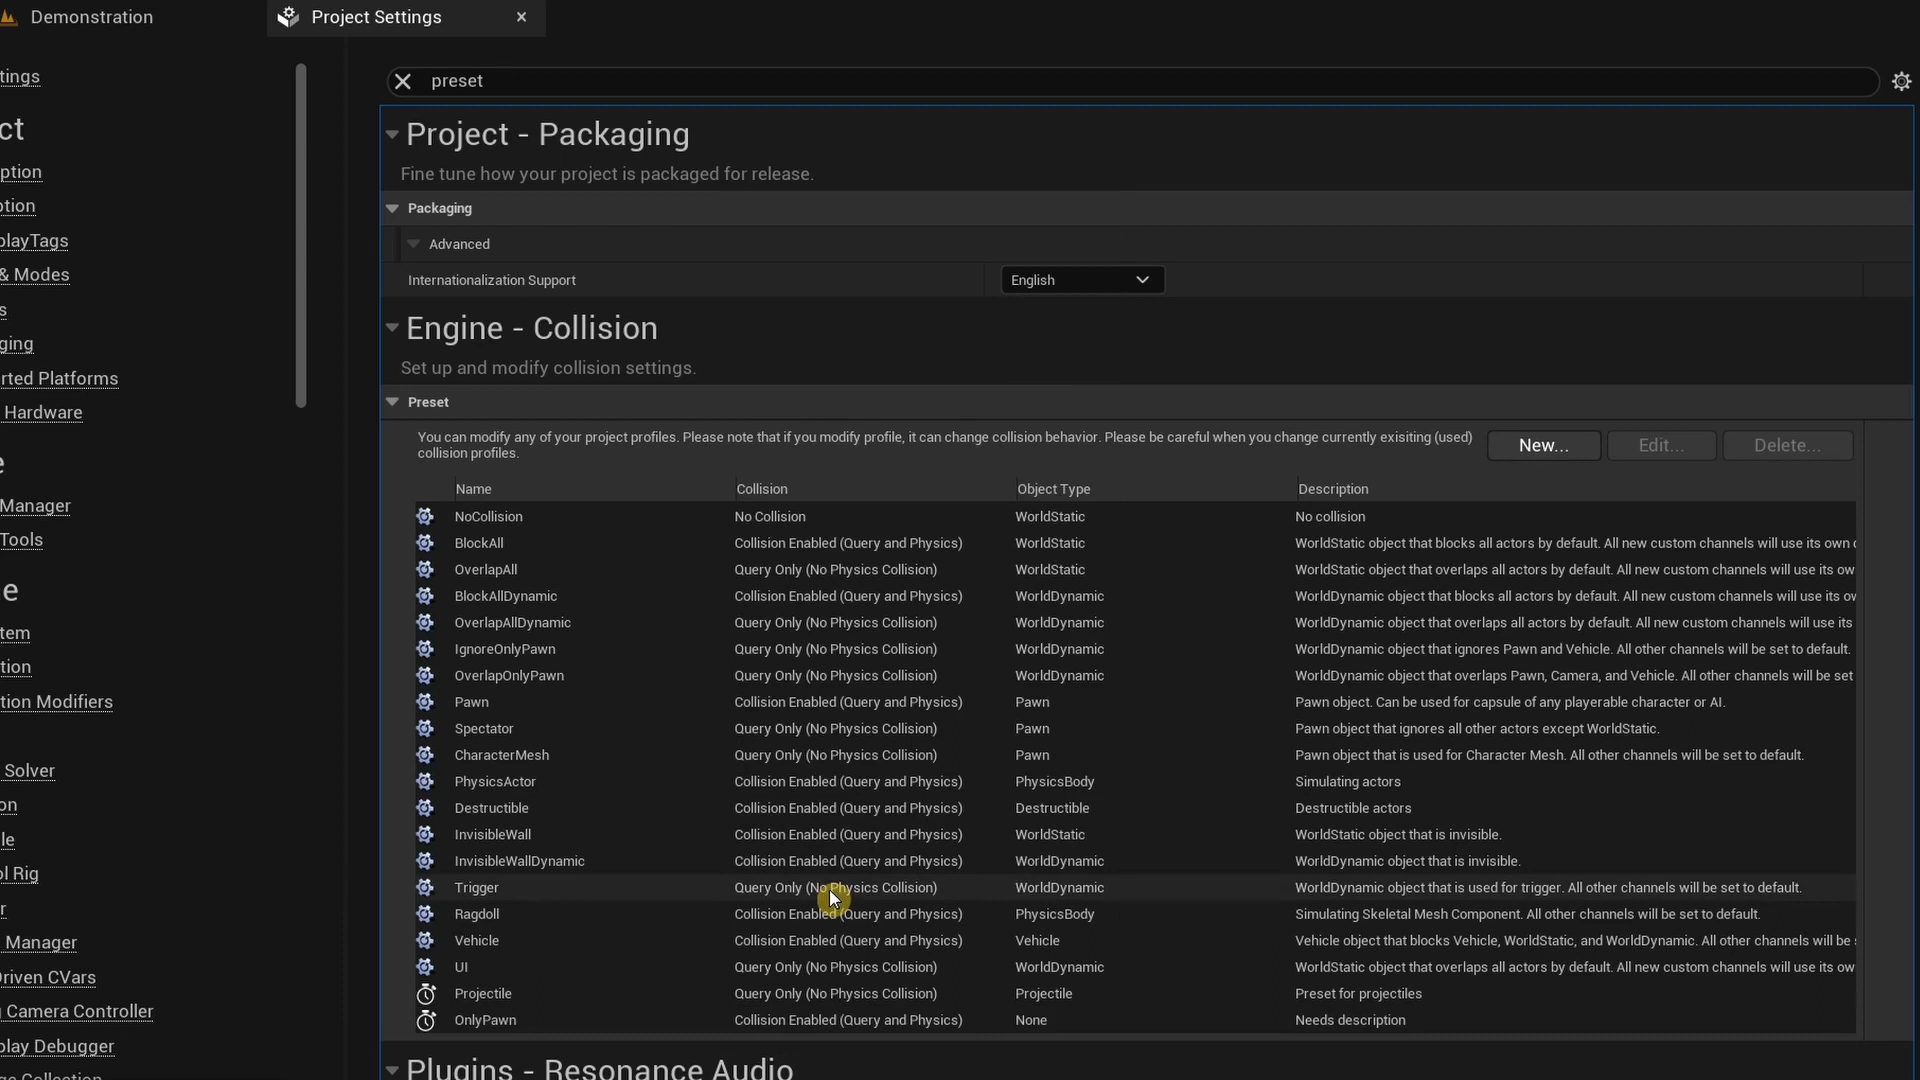 Demonstration
Project Settings
tings
preset
ct
Project - Packaging
ption
Fine tune how your project is packaged for release.
ption
Packaging
playTags
Advanced
& Modes
Internationalization Support
English
s
Engine - Collision
ging
Set up and modify collision settings.
rted Platforms
Preset
Hardware
You can modify any of your project profiles. Please note that if you modify profile, it can change collision behavior. Please be careful when you change currently exisiting (used)
collision profiles.
New...
Edit...
Delete...
e
Name Collision Object Type Description
Manager
NoCollision No Collision WorldStatic No collision
Tools
BlockAll Collision Enabled (Query and Physics) WorldStatic WorldStatic object that blocks all actors by default. All new custom channels will use its own
OverlapAll Query Only (No Physics Collision) WorldStatic WorldStatic object that overlaps all actors by default. All new custom channels will use its ow
e
BlockAllDynamic Collision Enabled (Query and Physics) WorldDynamic WorldDynamic object that blocks all actors by default. All new custom channels will use its ov
OverlapAllDynamic Query Only (No Physics Collision) WorldDynamic WorldDynamic object that overlaps all actors by default. All new custom channels will use its
tem
IgnoreOnlyPawn Query Only (No Physics Collision) WorldDynamic WorldDynamic object that ignores Pawn and Vehicle. All other channels will be set to default.
tion
OverlapOnlyPawn Query Only (No Physics Collision) WorldDynamic WorldDynamic object that overlaps Pawn, Camera, and Vehicle. All other channels will be set
tion Modifiers
Pawn Collision Enabled (Query and Physics) Pawn Pawn object. Can be used for capsule of any playerable character or AI.
Spectator Query Only (No Physics Collision) Pawn Pawn object that ignores all other actors except WorldStatic.
CharacterMesh Query Only (No Physics Collision) Pawn Pawn object that is used for Character Mesh. All other channels will be set to default.
Solver
PhysicsActor Collision Enabled (Query and Physics) PhysicsBody Simulating actors
on
Destructible Collision Enabled (Query and Physics) Destructible Destructible actors
le
InvisibleWall Collision Enabled (Query and Physics) WorldStatic WorldStatic object that is invisible.
InvisibleWallDynamic Collision Enabled (Query and Physics) WorldDynamic WorldDynamic object that is invisible.
ol Rig
Trigger Query Only (No Physics Collision) WorldDynamic WorldDynamic object that is used for trigger. All other channels will be set to default.
r
Ragdoll Collision Enabled (Query and Physics) PhysicsBody Simulating Skeletal Mesh Component. All other channels will be set to default.
Manager
Vehicle Collision Enabled (Query and Physics) Vehicle Vehicle object that blocks Vehicle, WorldStatic, and WorldDynamic. All other channels will be
UI Query Only (No Physics Collision) WorldDynamic WorldStatic object that overlaps all actors by default. All new custom channels will use its ow
riven CVars
Projectile Query Only (No Physics Collision) Projectile Preset for projectiles
Camera Controller
OnlyPawn Collision Enabled (Query and Physics) None Needs description
play Debugger
Plugins - Resonance Audio